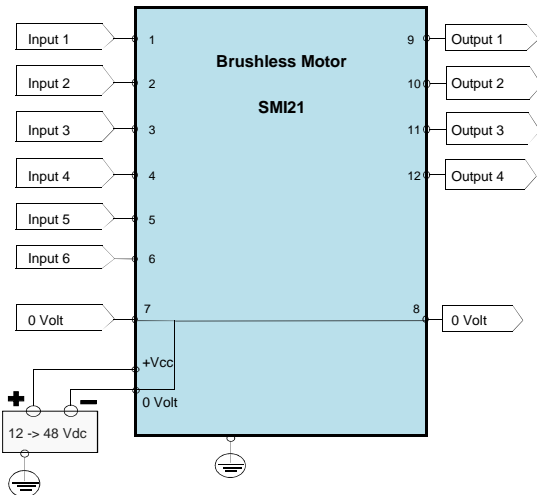 Input 1
1
Brushless Motor
9
Output 1
Input 2
2
10
Output 2
SMI21
Input 3
3
11
Output 3
Input 4
4
12
Output 4
Input 5
5
Input 6
6
0 Volt
7
8
0 Volt
+Vcc
+
−
0 Volt
12 -> 48 Vdc